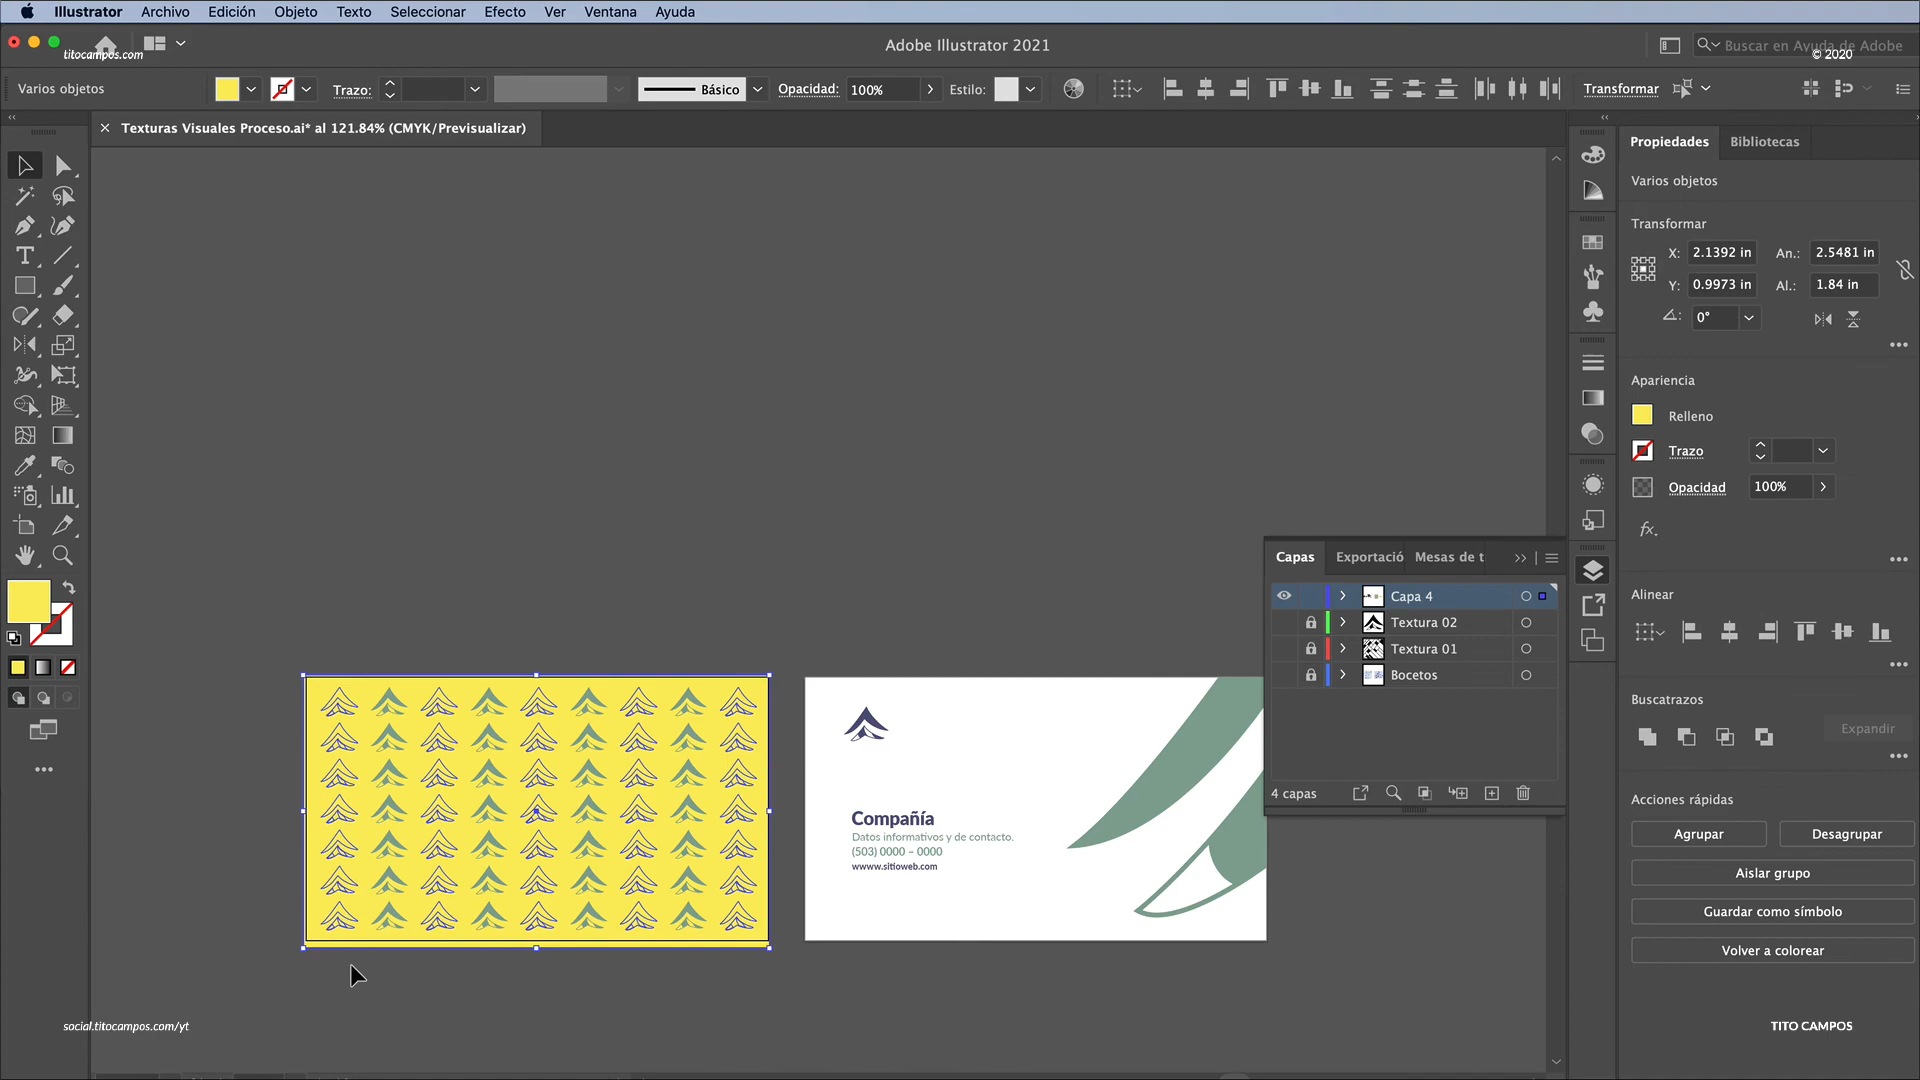 Illustrator Archivo Edición Objeto Texto Seleccionar Efecto Ver Ventana Ayuda
titocampos.com
Adobe Illustrator 2021
Buscar en Ayuda de Adobe
© 2020
Varios objetos
Trazo:
Básico
Opacidad: 100%
Estilo:
Transformar
× Texturas Visuales Proceso.ai* al 121.84% (CMYK/Previsualizar)
Propiedades Bibliotecas
Varios objetos
Transformar
X: 2.1392 in An.: 2.5481 in
Y: 0.9973 in Al.: 1.84 in
0°
Apariencia
Relleno
Trazo
Opacidad 100%
fx.
Alinear
Buscatrazos
Expandir
Acciones rápidas
Agrupar Desagrupar
Aislar grupo
Guardar como símbolo
Volver a colorear
Capas Exportació Mesas de t
Capa 4
Textura 02
Textura 01
Bocetos
4 capas
Compañía
Datos informativos y de contacto.
(503) 0000 – 0000
wwww.sitioweb.com
social.titocampos.com/yt
TITO CAMPOS